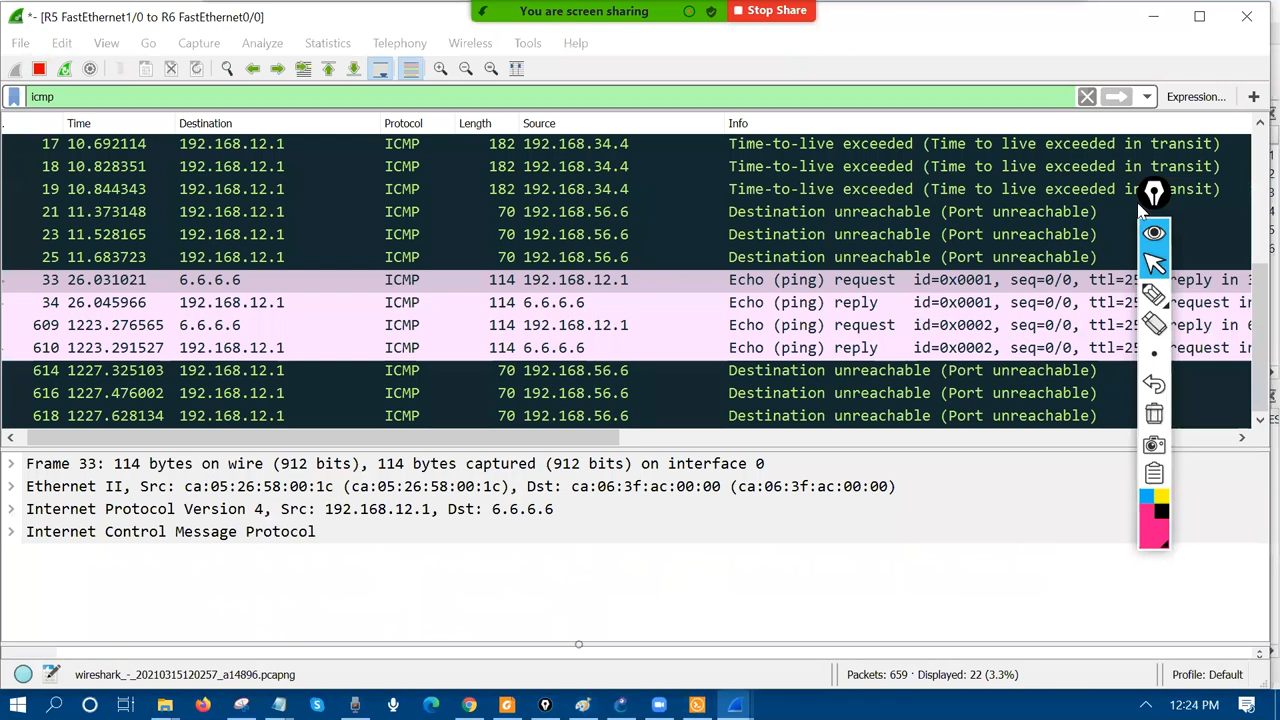 *- [R5 FastEthernet1/0 to R6 FastEthernet0/0]
You are screen sharing
Stop Share
File Edit View Go Capture Analyze Statistics Telephony Wireless Tools Help
icmp
Expression...
Time Destination Protocol Length Source Info
17 10.692114 192.168.12.1 ICMP 182 192.168.34.4 Time-to-live exceeded (Time to live exceeded in transit)
18 10.828351 192.168.12.1 ICMP 182 192.168.34.4 Time-to-live exceeded (Time to live exceeded in transit)
19 10.844343 192.168.12.1 ICMP 182 192.168.34.4 Time-to-live exceeded (Time to live exceeded in transit)
21 11.373148 192.168.12.1 ICMP 70 192.168.56.6 Destination unreachable (Port unreachable)
23 11.528165 192.168.12.1 ICMP 70 192.168.56.6 Destination unreachable (Port unreachable)
25 11.683723 192.168.12.1 ICMP 70 192.168.56.6 Destination unreachable (Port unreachable)
33 26.031021 6.6.6.6 ICMP 114 192.168.12.1 Echo (ping) request id=0x0001, seq=0/0, ttl=25 reply in 3
34 26.045966 192.168.12.1 ICMP 114 6.6.6.6 Echo (ping) reply id=0x0001, seq=0/0, ttl=25 request in
609 1223.276565 6.6.6.6 ICMP 114 192.168.12.1 Echo (ping) request id=0x0002, seq=0/0, ttl=25 reply in 6
610 1223.291527 192.168.12.1 ICMP 114 6.6.6.6 Echo (ping) reply id=0x0002, seq=0/0, ttl=25 request in
614 1227.325103 192.168.12.1 ICMP 70 192.168.56.6 Destination unreachable (Port unreachable)
616 1227.476002 192.168.12.1 ICMP 70 192.168.56.6 Destination unreachable (Port unreachable)
618 1227.628134 192.168.12.1 ICMP 70 192.168.56.6 Destination unreachable (Port unreachable)
Frame 33: 114 bytes on wire (912 bits), 114 bytes captured (912 bits) on interface 0
Ethernet II, Src: ca:05:26:58:00:1c (ca:05:26:58:00:1c), Dst: ca:06:3f:ac:00:00 (ca:06:3f:ac:00:00)
Internet Protocol Version 4, Src: 192.168.12.1, Dst: 6.6.6.6
Internet Control Message Protocol
wireshark_-_20210315120257_a14896.pcapng
Packets: 659 · Displayed: 22 (3.3%)
Profile: Default
12:24 PM